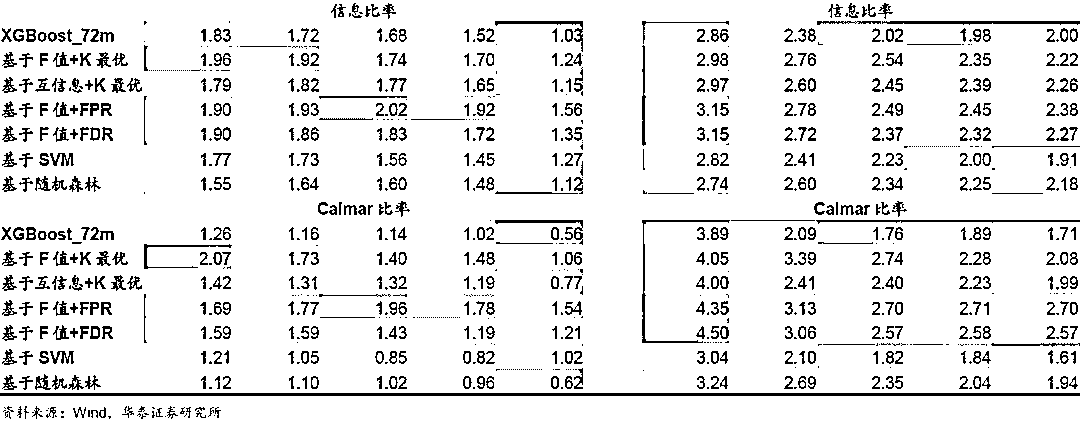 信息比率 信息比率
XGBoost_72m 1.83 1.72 1.68 1.52 1.03 2.86 2.38 2.02 1.98 2.00
基于 F 值+K 最优 1.96 1.92 1.74 1.70 1.24 2.98 2.76 2.54 2.35 2.22
基于互信息+K 最优 1.79 1.82 1.77 1.65 1.15 2.97 2.60 2.45 2.39 2.26
基于 F 值+FPR 1.90 1.93 2.02 1.92 1.56 3.15 2.78 2.49 2.45 2.38
基于 F 值+FDR 1.90 1.86 1.83 1.72 1.35 3.15 2.72 2.37 2.32 2.27
基于 SVM 1.77 1.73 1.56 1.45 1.27 2.82 2.41 2.23 2.00 1.91
基于随机森林 1.55 1.64 1.60 1.48 1.12 2.74 2.60 2.34 2.25 2.18
Calmar 比率 Calmar 比率
XGBoost_72m 1.26 1.16 1.14 1.02 0.56 3.89 2.09 1.76 1.89 1.71
基于 F 值+K 最优 2.07 1.73 1.40 1.48 1.06 4.05 3.39 2.74 2.28 2.08
基于互信息+K 最优 1.42 1.31 1.32 1.19 0.77 4.00 2.41 2.40 2.23 1.99
基于 F 值+FPR 1.69 1.77 1.96 1.78 1.54 4.35 3.13 2.70 2.71 2.70
基于 F 值+FDR 1.59 1.59 1.43 1.19 1.21 4.50 3.06 2.57 2.58 2.57
基于 SVM 1.21 1.05 0.85 0.82 1.02 3.04 2.10 1.82 1.84 1.61
基于随机森林 1.12 1.10 1.02 0.96 0.62 3.24 2.69 2.35 2.04 1.94
资料来源：Wind，华泰证券研究所